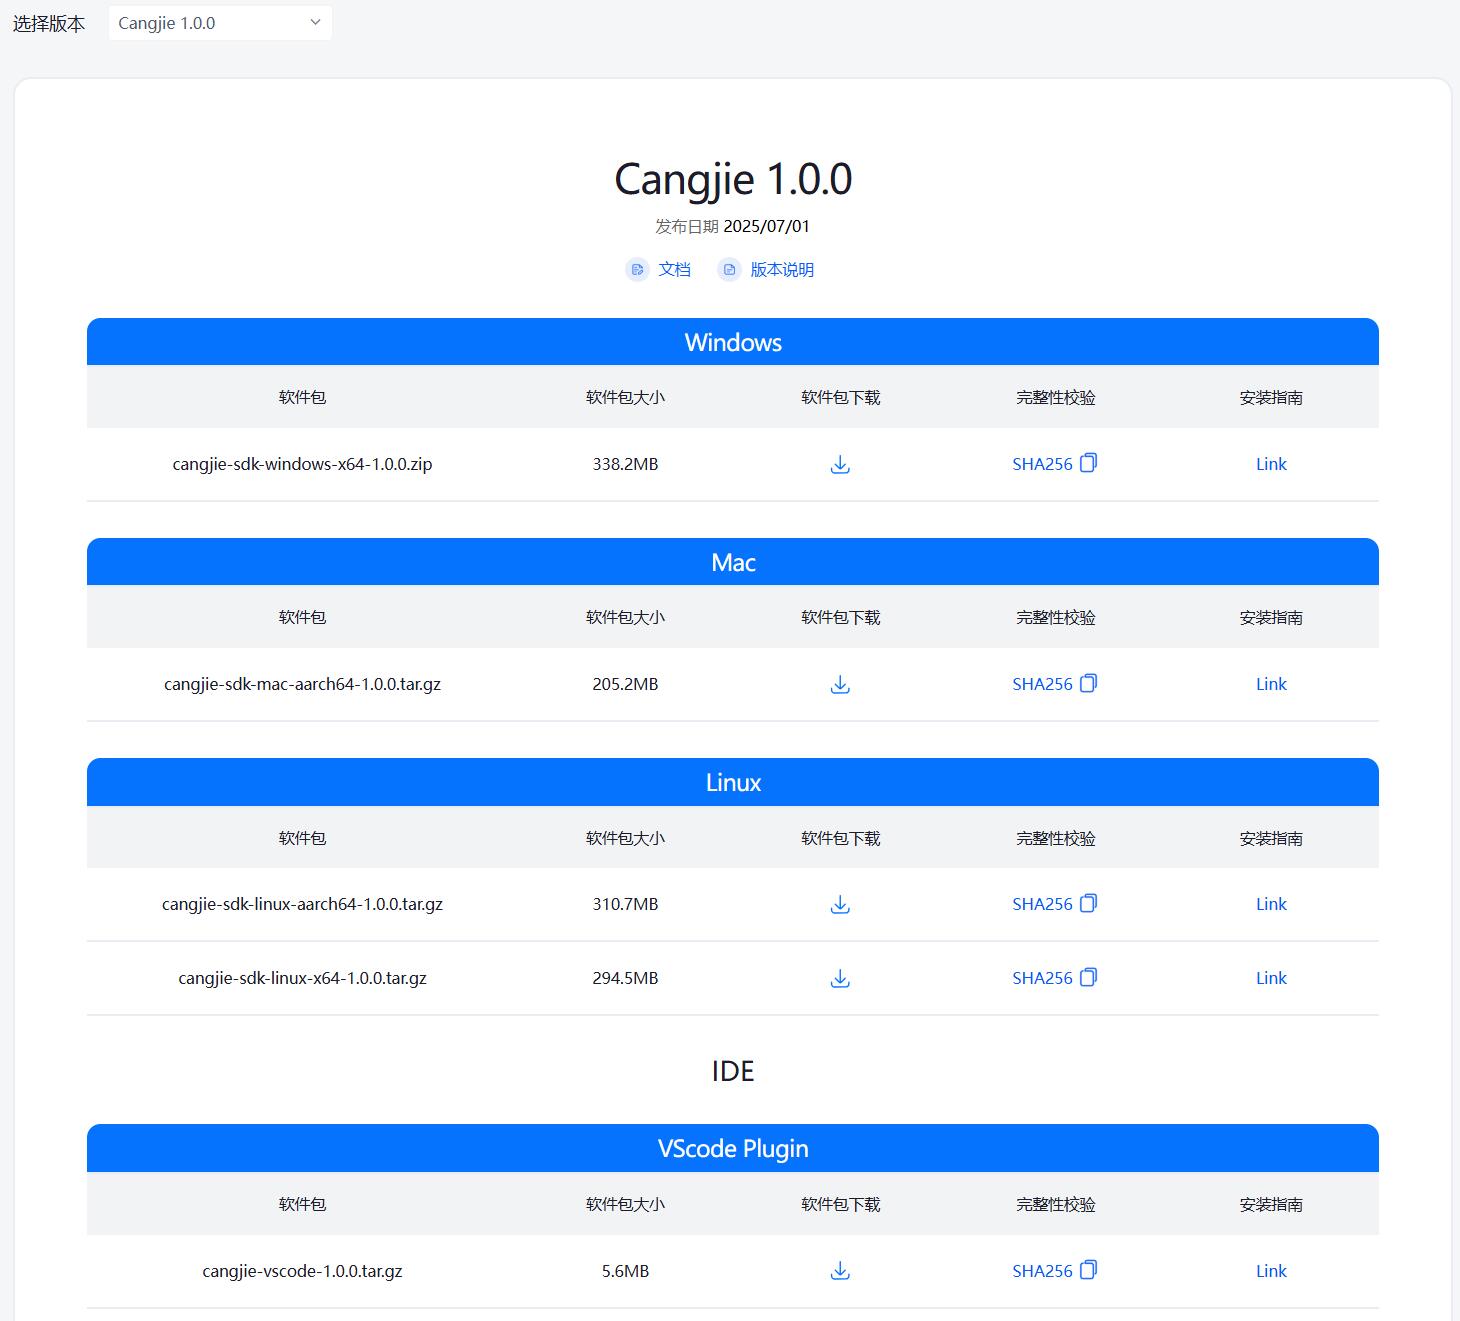 选择版本 Cangjie 1.0.0
Cangjie 1.0.0
发布日期 2025/07/01
文档 版本说明
Windows
软件包 软件包大小 软件包下载 完整性校验 安装指南
cangjie-sdk-windows-x64-1.0.0.zip 338.2MB SHA256 Link
Mac
软件包 软件包大小 软件包下载 完整性校验 安装指南
cangjie-sdk-mac-aarch64-1.0.0.tar.gz 205.2MB SHA256 Link
Linux
软件包 软件包大小 软件包下载 完整性校验 安装指南
cangjie-sdk-linux-aarch64-1.0.0.tar.gz 310.7MB SHA256 Link
cangjie-sdk-linux-x64-1.0.0.tar.gz 294.5MB SHA256 Link
IDE
VScode Plugin
软件包 软件包大小 软件包下载 完整性校验 安装指南
cangjie-vscode-1.0.0.tar.gz 5.6MB SHA256 Link